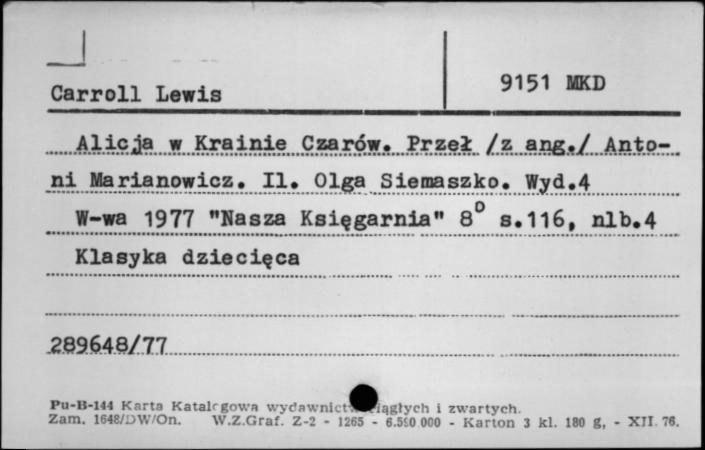 Carroll Lewis
9151 MKD
Alicja w Krainie Czarów. Przeł /z ang./ Anto-
ni Marianowicz. Il. Olga Siemaszko. Wyd.4
W-wa 1977 "Nasza Księgarnia" 8° s.116, nlb.4
Klasyka dziecięca
289648/77
Pu-B-144 Karta Katalogowa wydawnictw ciągłych i zwartych.
Zam. 1648/DW/On. W.Z.Graf. Z-2 - 1265 - 6.590.000 - Karton 3 kl. 180 g, - XII. 76.